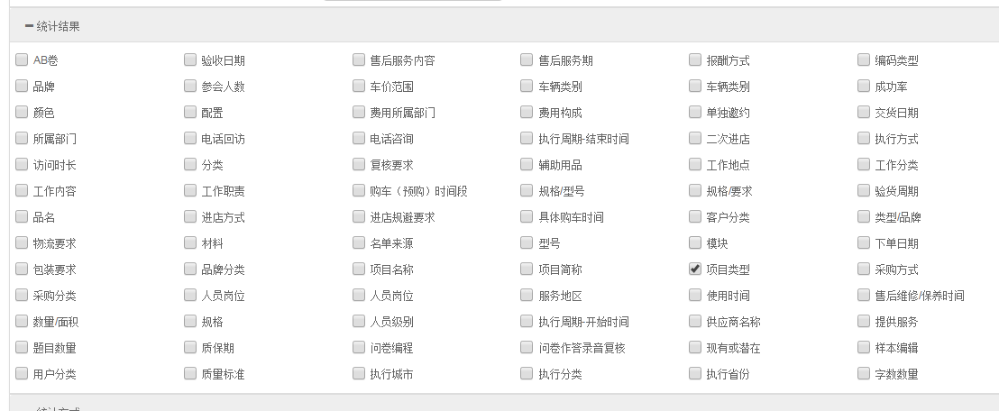 统计结果
AB卷 验收日期 售后服务内容 售后服务期 报酬方式 编码类型
品牌 参会人数 车价范围 车辆类别 车辆类别 成功率
颜色 配置 费用所属部门 费用构成 单独邀约 交货日期
所属部门 电话回访 电话咨询 执行周期-结束时间 二次进店 执行方式
访问时长 分类 复核要求 辅助用品 工作地点 工作分类
工作内容 工作职责 购车（预购）时间段 规格/型号 规格/要求 验货周期
品名 进店方式 进店规避要求 具体购车时间 客户分类 类型/品牌
物流要求 材料 名单来源 型号 模块 下单日期
包装要求 品牌分类 项目名称 项目简称 项目类型 采购方式
采购分类 人员岗位 人员岗位 服务地区 使用时间 售后维修/保养时间
数量/面积 规格 人员级别 执行周期-开始时间 供应商名称 提供服务
题目数量 质保期 问卷编程 问卷作答录音复核 现有或潜在 样本编辑
用户分类 质量标准 执行城市 执行分类 执行省份 字数数量
统计方式